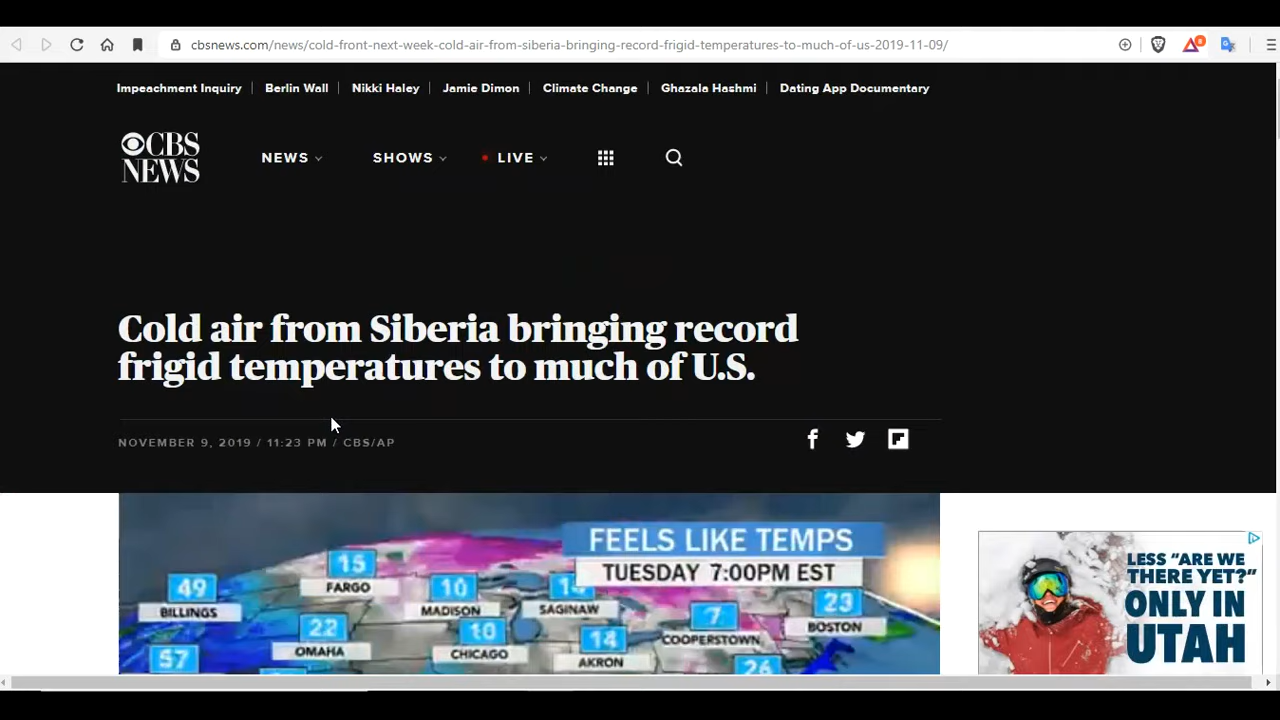 cbsnews.com/news/cold-front-next-week-cold-air-from-siberia-bringing-record-frigid-temperatures-to-much-of-us-2019-11-09/
Impeachment Inquiry
Berlin Wall
Nikki Haley
Jamie Dimon
Climate Change
Ghazala Hashmi
Dating App Documentary
CBS
NEWS
NEWS
SHOWS
LIVE
Cold air from Siberia bringing record
frigid temperatures to much of U.S.
NOVEMBER 9, 2019 / 11:23 PM / CBS/AP
FEELS LIKE TEMPS
TUESDAY 7:00PM EST
49
BILLINGS
15
FARGO
10
MADISON
SAGINAW
7
COOPERSTOWN
23
BOSTON
57
22
OMAHA
10
CHICAGO
14
AKRON
26
LESS “ARE WE
THERE YET?”
ONLY IN
UTAH